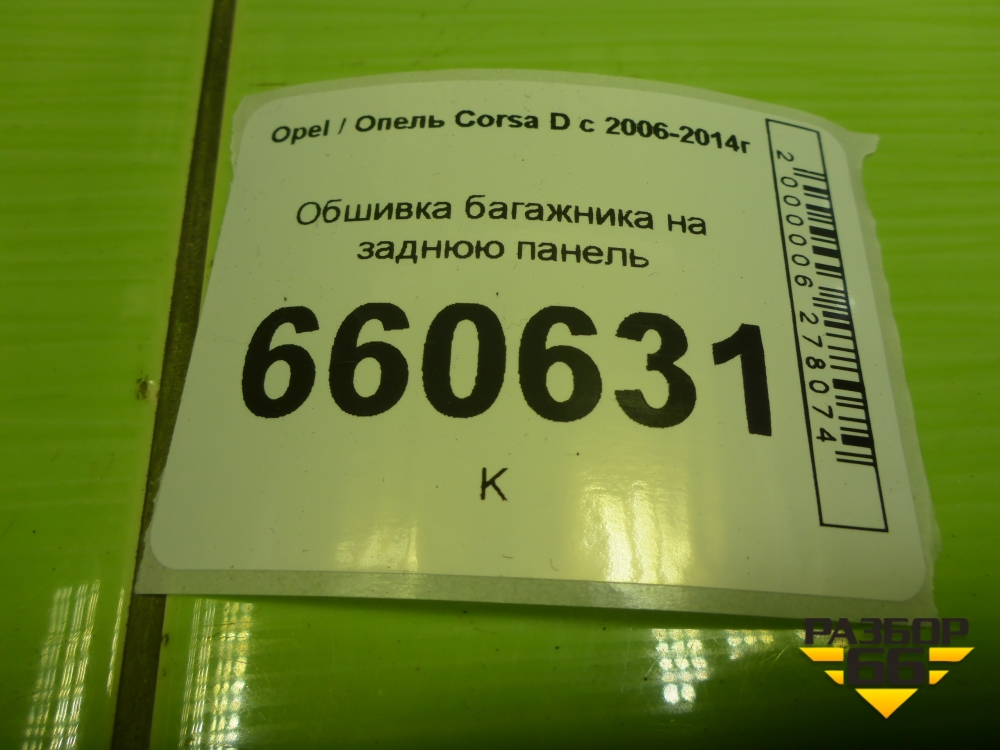 Opel / Опель Corsa D с 2006-2014г
Обшивка багажника на
заднюю панель
660631
К
2000006278074
РАЗБОР
66